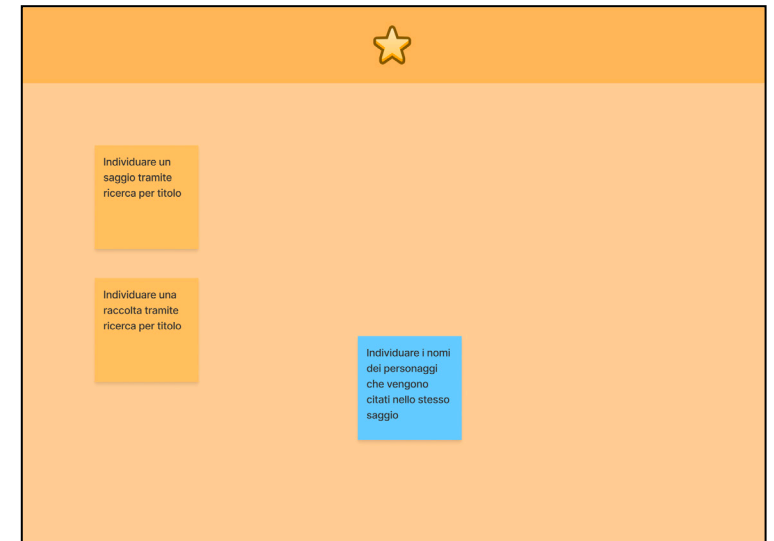 Individuare un
saggio tramite
ricerca per titolo
Individuare una
raccolta tramite
ricerca per titolo
Individuare i nomi
dei personaggi
che vengono
citati nello stesso
saggio